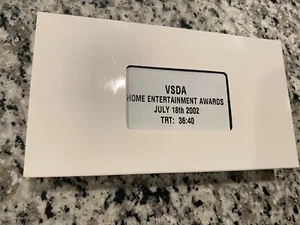 VSDA
HOME ENTERTAINMENT AWARDS
JULY 18th 2002
TRT: 36:40